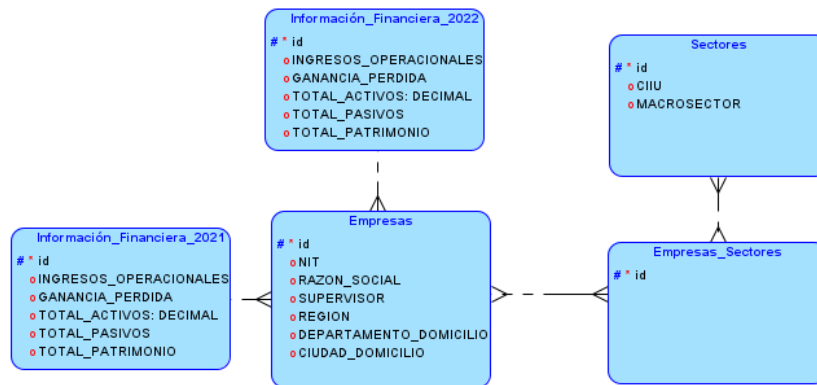 Información_Financiera_2022
# * id
o INGRESOS_OPERACIONALES
o GANANCIA_PERDIDA
o TOTAL_ACTIVOS: DECIMAL
o TOTAL_PASIVOS
o TOTAL_PATRIMONIO
Sectores
# * id
o CIIU
o MACROSECTOR
Información_Financiera_2021
# * id
o INGRESOS_OPERACIONALES
o GANANCIA_PERDIDA
o TOTAL_ACTIVOS: DECIMAL
o TOTAL_PASIVOS
o TOTAL_PATRIMONIO
Empresas
# * id
o NIT
o RAZON_SOCIAL
o SUPERVISOR
o REGION
o DEPARTAMENTO_DOMICILIO
o CIUDAD_DOMICILIO
Empresas_Sectores
# * id